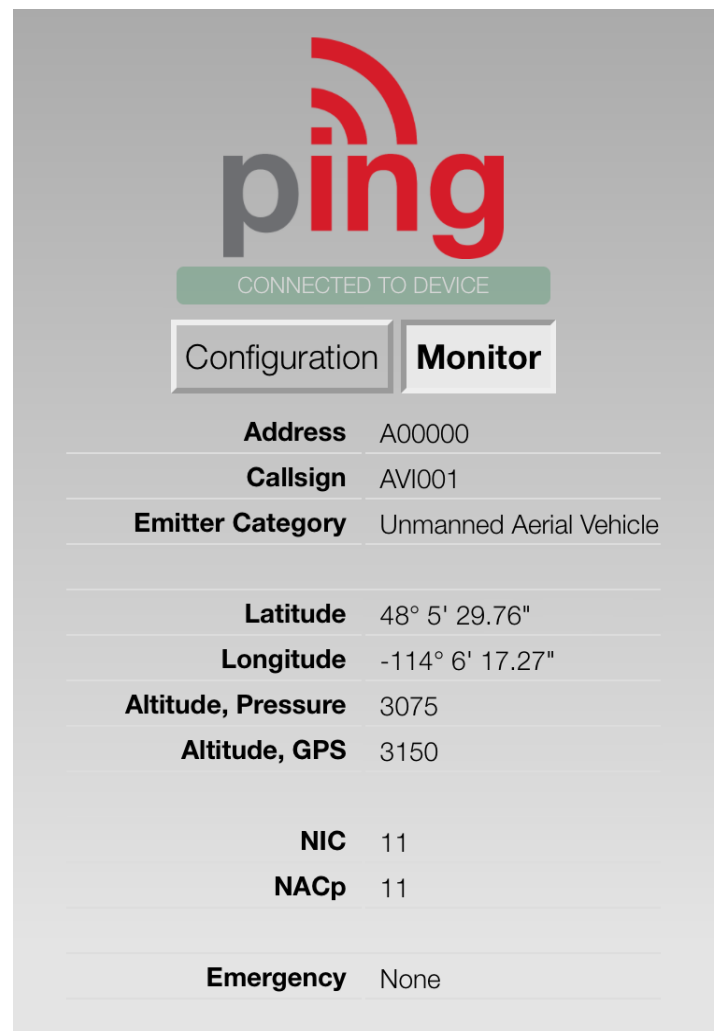 ping
CONNECTED TO DEVICE
Configuration Monitor
Address A00000
Callsign AVI001
Emitter Category Unmanned Aerial Vehicle
Latitude 48° 5' 29.76"
Longitude -114° 6' 17.27"
Altitude, Pressure 3075
Altitude, GPS 3150
NIC 11
NACp 11
Emergency None